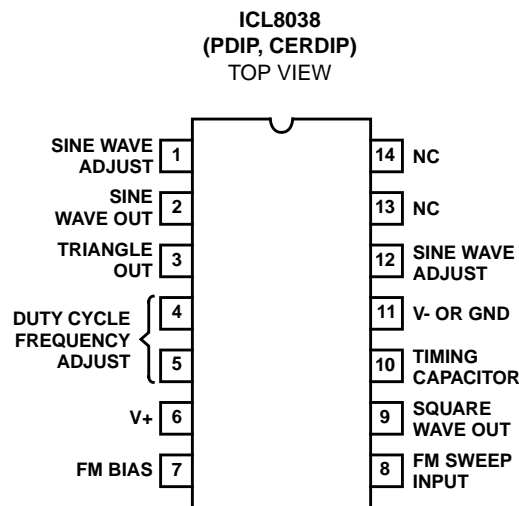 ICL8038
(PDIP, CERDIP)
TOP VIEW
SINE WAVE
ADJUST
1
SINE
WAVE OUT
2
TRIANGLE
OUT
3
DUTY CYCLE
FREQUENCY
ADJUST
4
5
V+
6
FM BIAS
7
14
NC
13
NC
12
SINE WAVE
ADJUST
11
V- OR GND
10
TIMING
CAPACITOR
9
SQUARE
WAVE OUT
8
FM SWEEP
INPUT